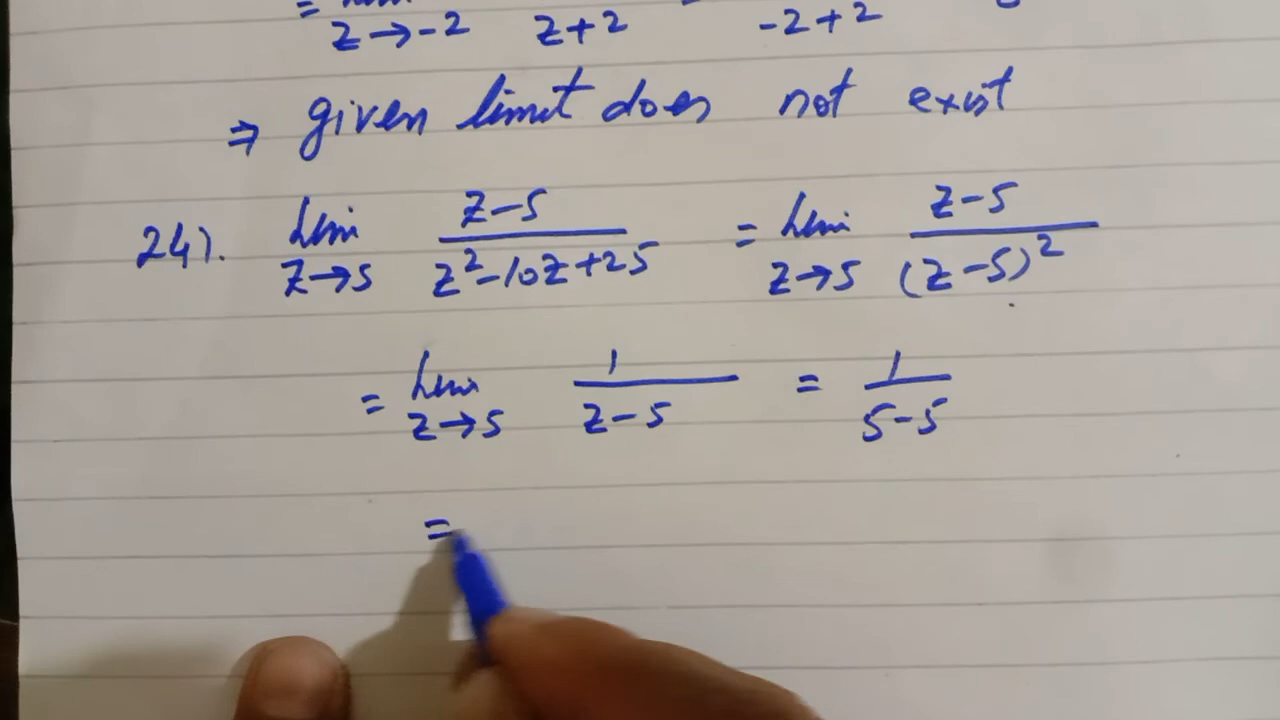 =
z→-2 z+2 -2+2
⇒ given limit does not exist
24). Lim z-5 = Lim z-5
z→5 z²-10z+25 z→5 (z-5)²
= Lim 1 = 1
z→5 z-5 5-5
=